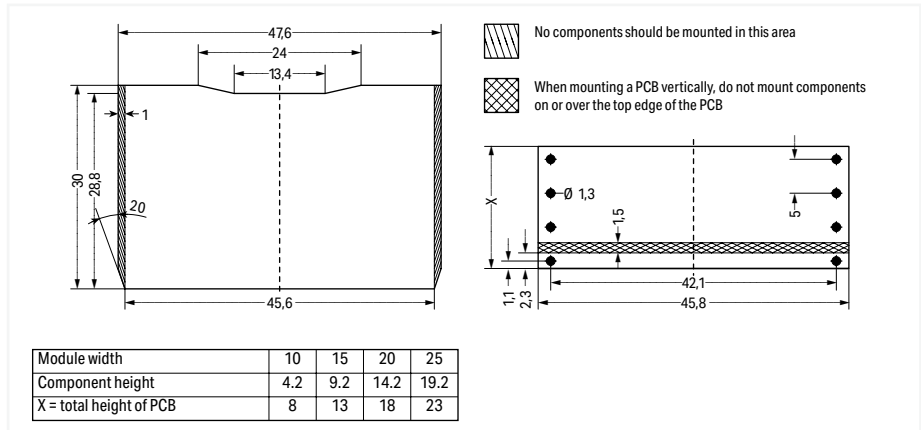 47,6
24
13,4
1
30
28,8
20
45,6
No components should be mounted in this area
When mounting a PCB vertically, do not mount components
on or over the top edge of the PCB
X
Ø 1,3
1,5
5
1,1
2,3
42,1
45,8
Module width 10 15 20 25
Component height 4.2 9.2 14.2 19.2
X = total height of PCB 8 13 18 23